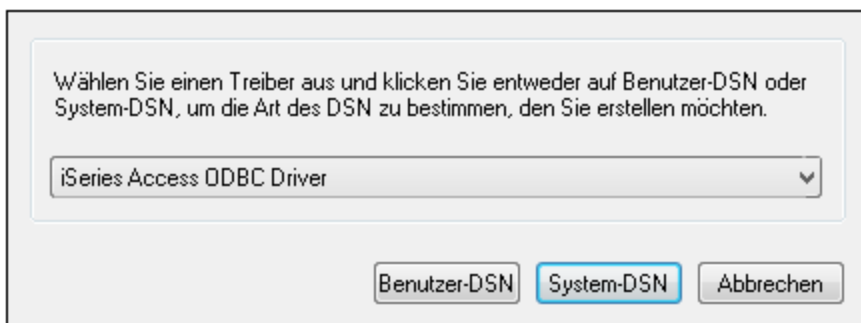 Wählen Sie einen Treiber aus und klicken Sie entweder auf Benutzer-DSN oder
System-DSN, um die Art des DSN zu bestimmen, den Sie erstellen möchten.
iSeries Access ODBC Driver
Benutzer-DSN System-DSN Abbrechen